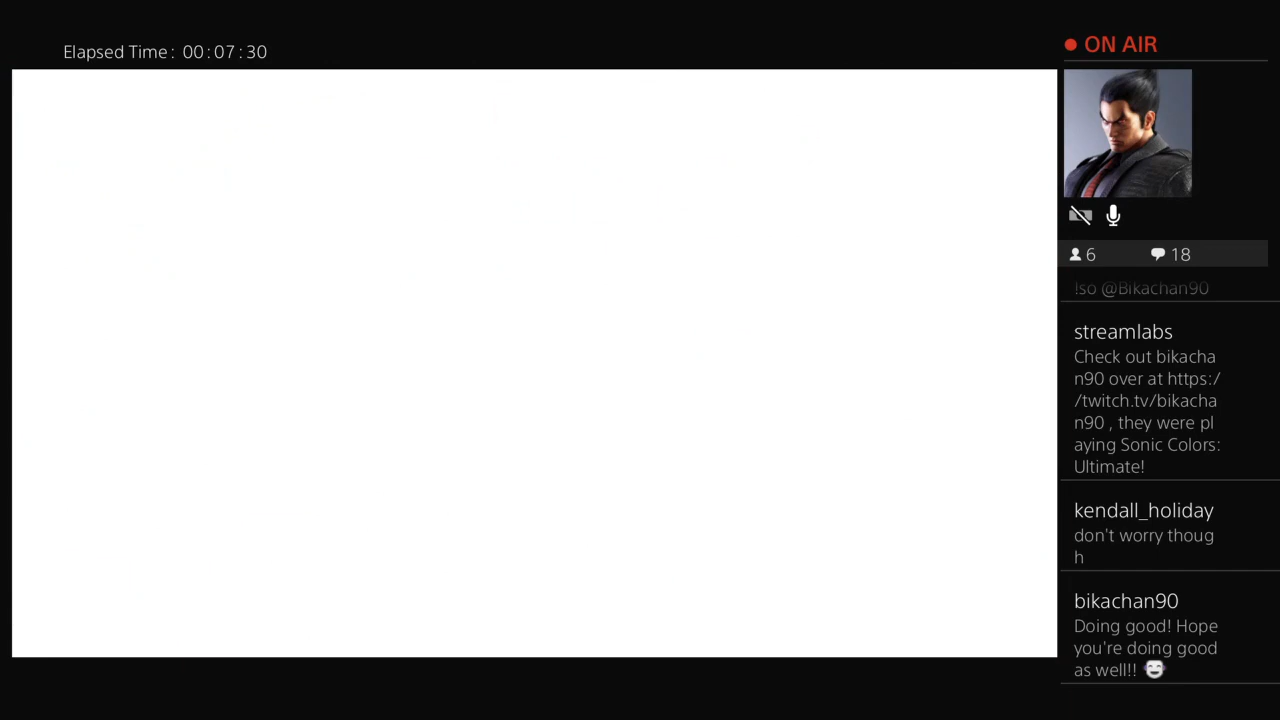 Elapsed Time: 00:07:30
ON AIR
6 18
!so @Bikachan90
streamlabs
Check out bikacha
n90 over at https:/
/twitch.tv/bikacha
n90 , they were pl
aying Sonic Colors:
Ultimate!
kendall_holiday
don't worry thoug
h
bikachan90
Doing good! Hope
you're doing good
as well!!